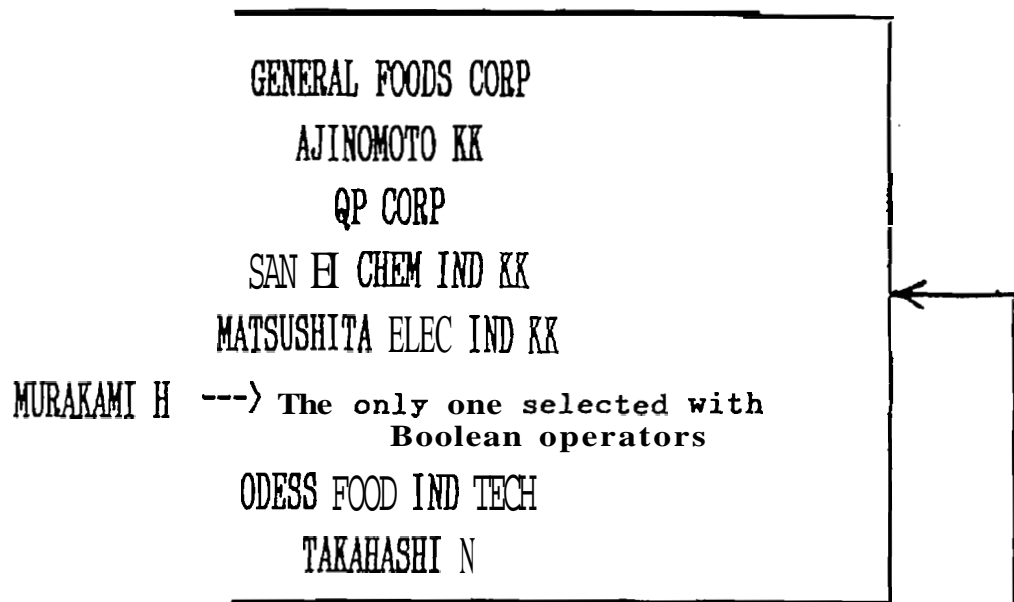 GENERAL FOODS CORP
AJINOMOTO KK
QP CORP
SAN EI CHEM IND KK
MATSUSHITA ELEC IND KK
MURAKAMI H ---> The only one selected with
Boolean operators
ODESS FOOD IND TECH
TAKAHASHI N